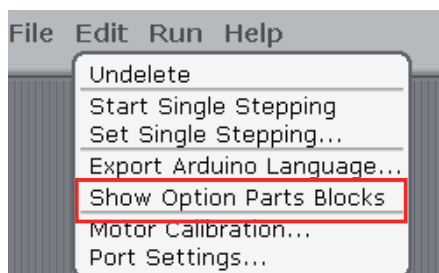 File Edit Run Help
Undelete
Start Single Stepping
Set Single Stepping...
Export Arduino Language...
Show Option Parts Blocks
Motor Calibration...
Port Settings...